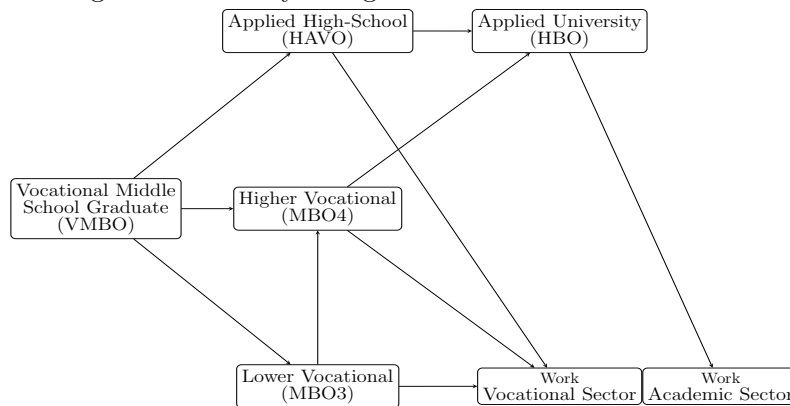 Applied High-School
(HAVO)
Applied University
(HBO)
Vocational Middle
School Graduate
(VMBO)
Higher Vocational
(MBO4)
Lower Vocational
(MBO3)
Work
Vocational Sector
Work
Academic Sector